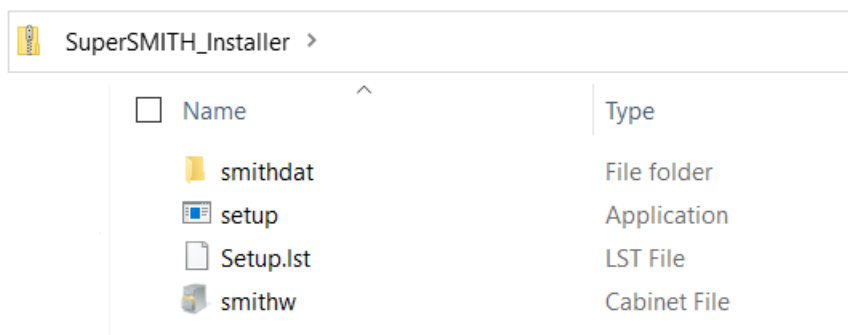 SuperSMITH_Installer >
Name Type
smithdat File folder
setup Application
Setup.lst LST File
smithw Cabinet File